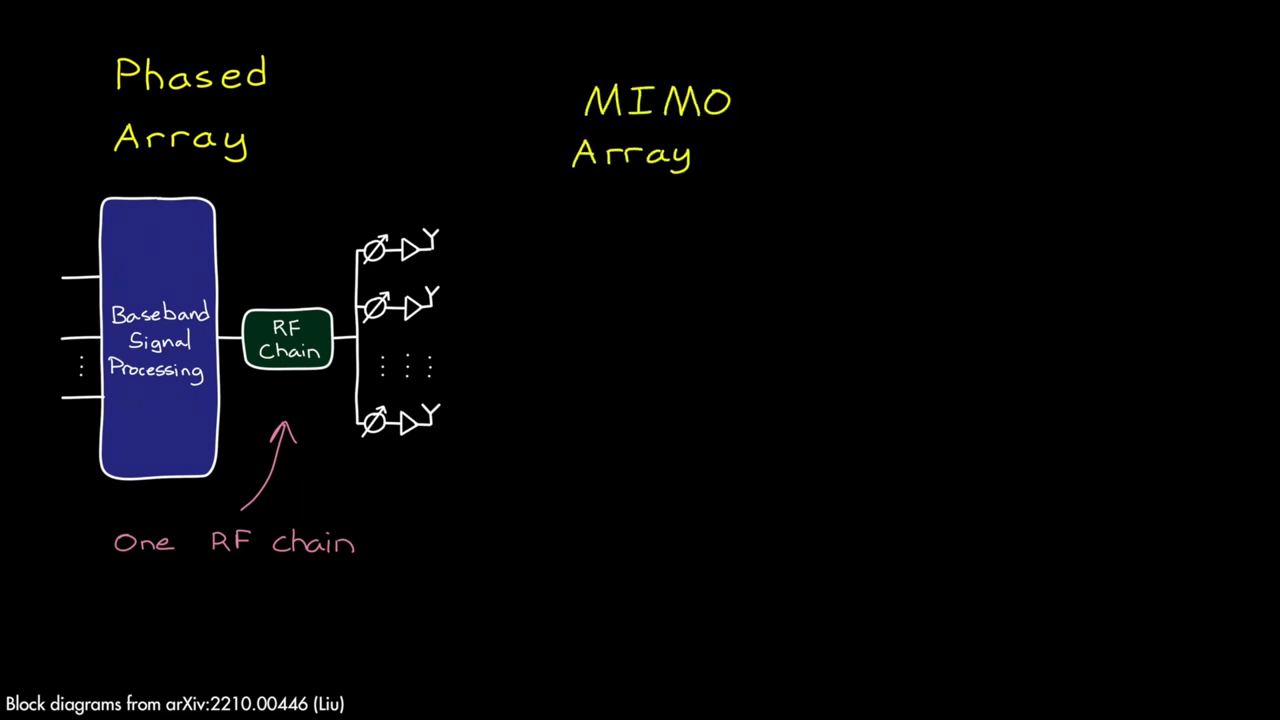 Phased
Array
MIMO
Array
Baseband
Signal
Processing
RF
Chain
One RF chain
Block diagrams from arXiv:2210.00446 (Liu)